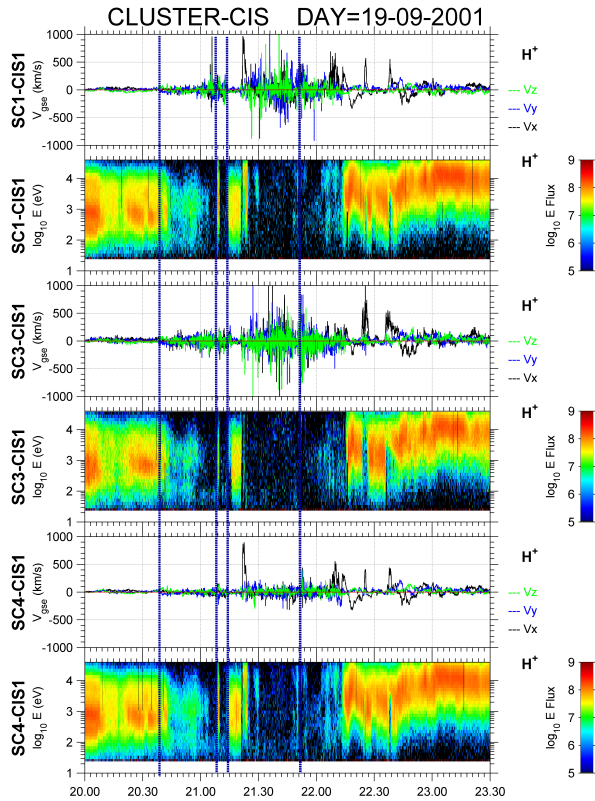 CLUSTER-CIS DAY=19-09-2001
SC1-CIS1
V gse (km/s)
1000
500
0
-500
-1000
H+
--- Vz
--- Vy
--- Vx
SC1-CIS1
log10 E (eV)
4
3
2
1
9
8
7
6
5
log10 E Flux
SC3-CIS1
V gse (km/s)
1000
500
0
-500
-1000
H+
--- Vz
--- Vy
--- Vx
SC3-CIS1
log10 E (eV)
4
3
2
1
9
8
7
6
5
log10 E Flux
SC4-CIS1
V gse (km/s)
1000
500
0
-500
-1000
H+
--- Vz
--- Vy
--- Vx
SC4-CIS1
log10 E (eV)
4
3
2
1
9
8
7
6
5
log10 E Flux
20.00 20.30 21.00 21.30 22.00 22.30 23.00 23.30